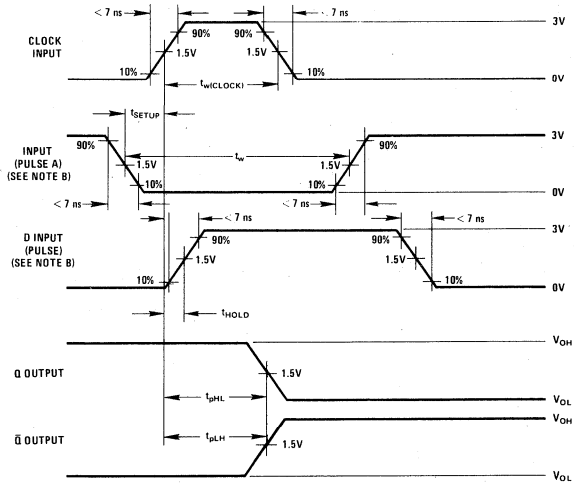 < 7 ns
< 7 ns
3V
90%
90%
CLOCK
INPUT
1.5V
1.5V
10%
tw(CLOCK)
10%
0V
tSETUP
3V
90%
90%
INPUT
(PULSE A)
(SEE NOTE B)
1.5V
tw
1.5V
10%
10%
0V
< 7 ns
< 7 ns
< 7 ns
< 7 ns
3V
D INPUT
(PULSE)
(SEE NOTE B)
90%
90%
1.5V
1.5V
10%
10%
0V
tHOLD
VOH
Q OUTPUT
1.5V
tpHL
VOL
VOH
Q̄ OUTPUT
tpLH
1.5V
VOL